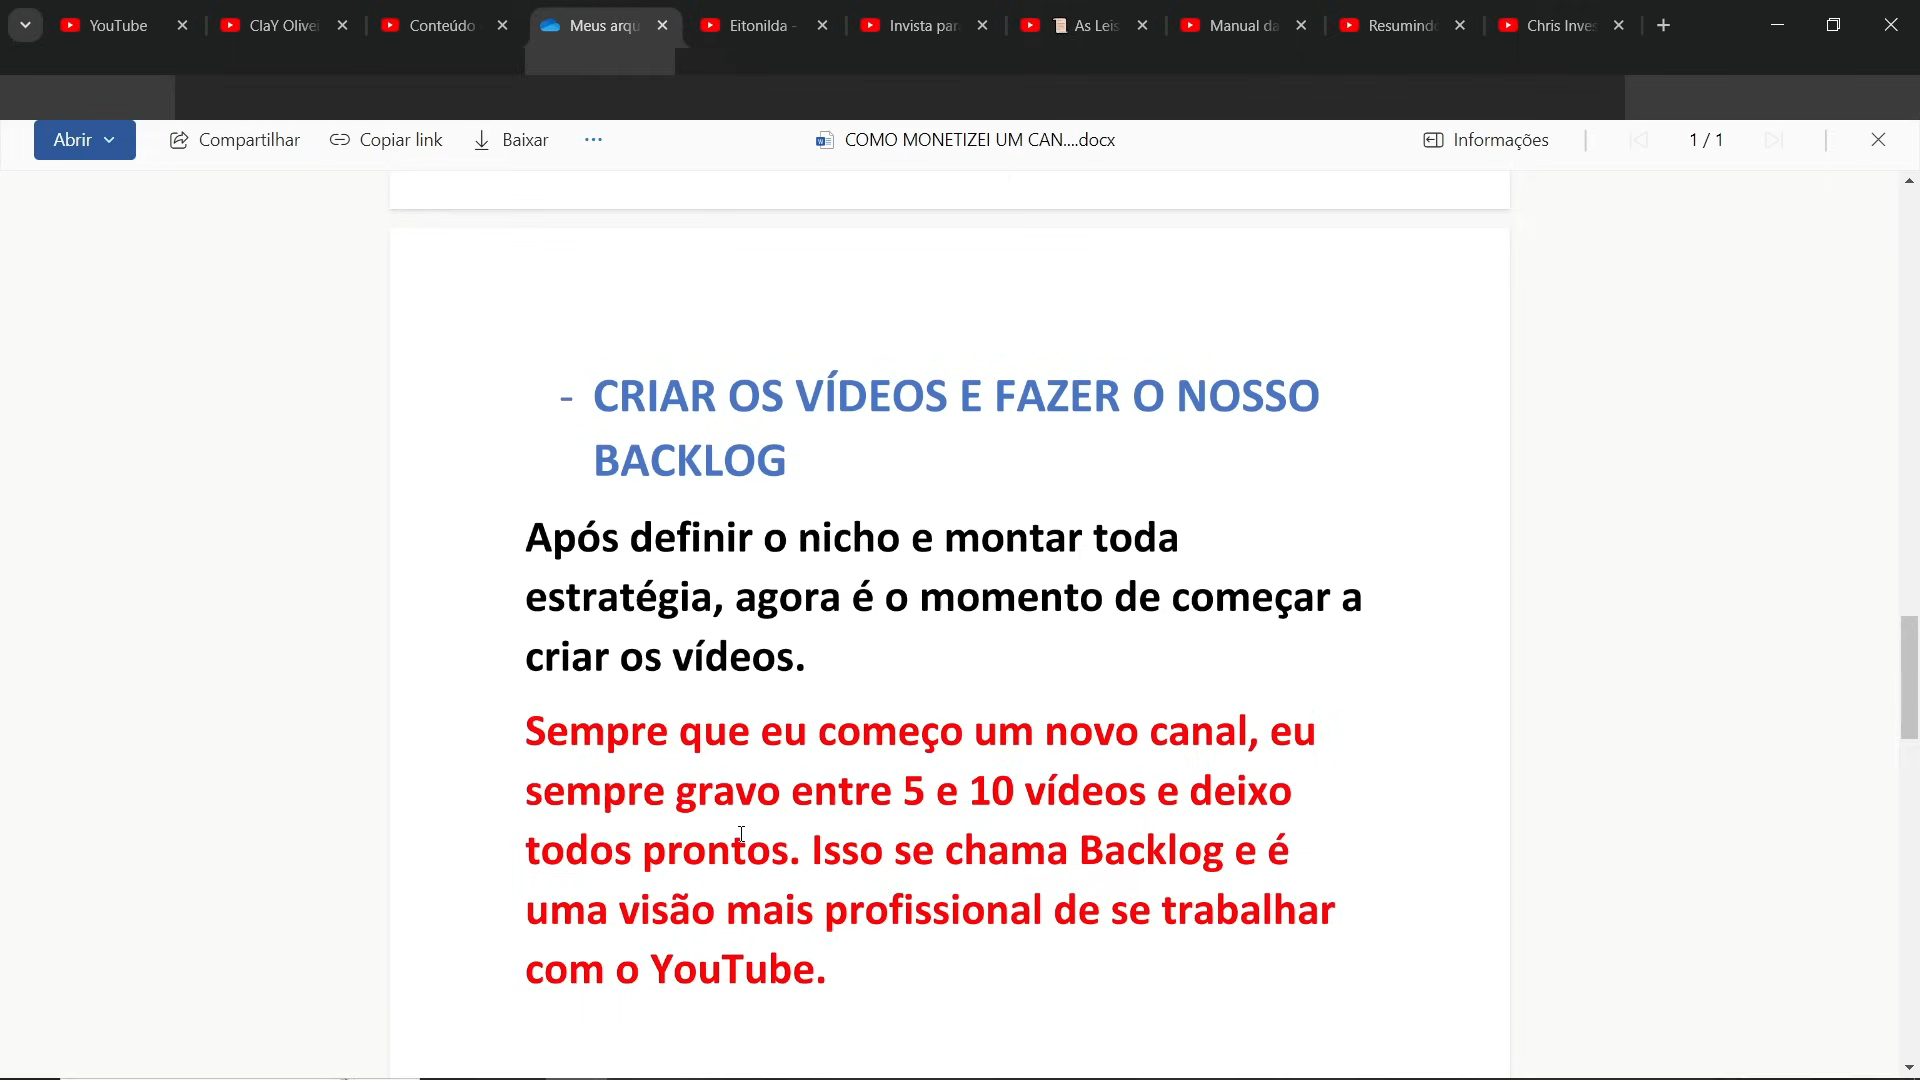 YouTube
ClaY Olivei
Conteúdo
Meus arqu
Eitonilda -
Invista par
As Leis
Manual da
Resumindo
Chris Inves
Abrir
Compartilhar
Copiar link
Baixar
COMO MONETIZEI UM CAN....docx
Informações
1 / 1
- CRIAR OS VÍDEOS E FAZER O NOSSO
BACKLOG
Após definir o nicho e montar toda
estratégia, agora é o momento de começar a
criar os vídeos.
Sempre que eu começo um novo canal, eu
sempre gravo entre 5 e 10 vídeos e deixo
todos prontos. Isso se chama Backlog e é
uma visão mais profissional de se trabalhar
com o YouTube.